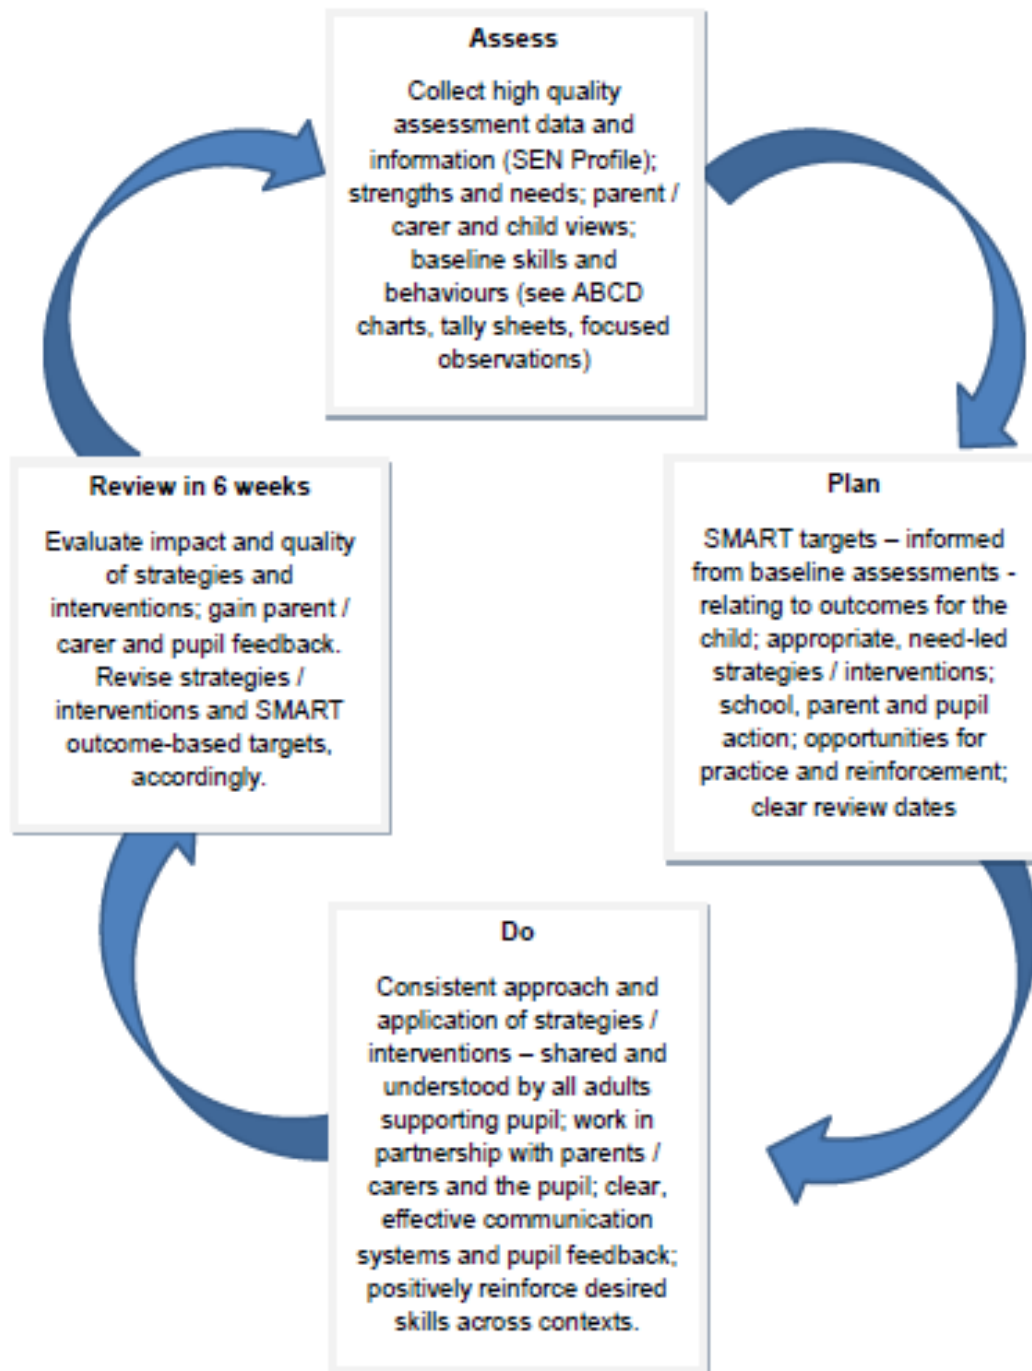 Assess
Collect high quality
assessment data and
information (SEN Profile);
strengths and needs; parent /
carer and child views;
baseline skills and
behaviours (see ABCD
charts, tally sheets, focused
observations)
Plan
SMART targets – informed
from baseline assessments -
relating to outcomes for the
child; appropriate, need-led
strategies / interventions;
school, parent and pupil
action; opportunities for
practice and reinforcement;
clear review dates
Do
Consistent approach and
application of strategies /
interventions – shared and
understood by all adults
supporting pupil; work in
partnership with parents /
carers and the pupil; clear,
effective communication
systems and pupil feedback;
positively reinforce desired
skills across contexts.
Review in 6 weeks
Evaluate impact and quality
of strategies and
interventions; gain parent /
carer and pupil feedback.
Revise strategies /
interventions and SMART
outcome-based targets,
accordingly.